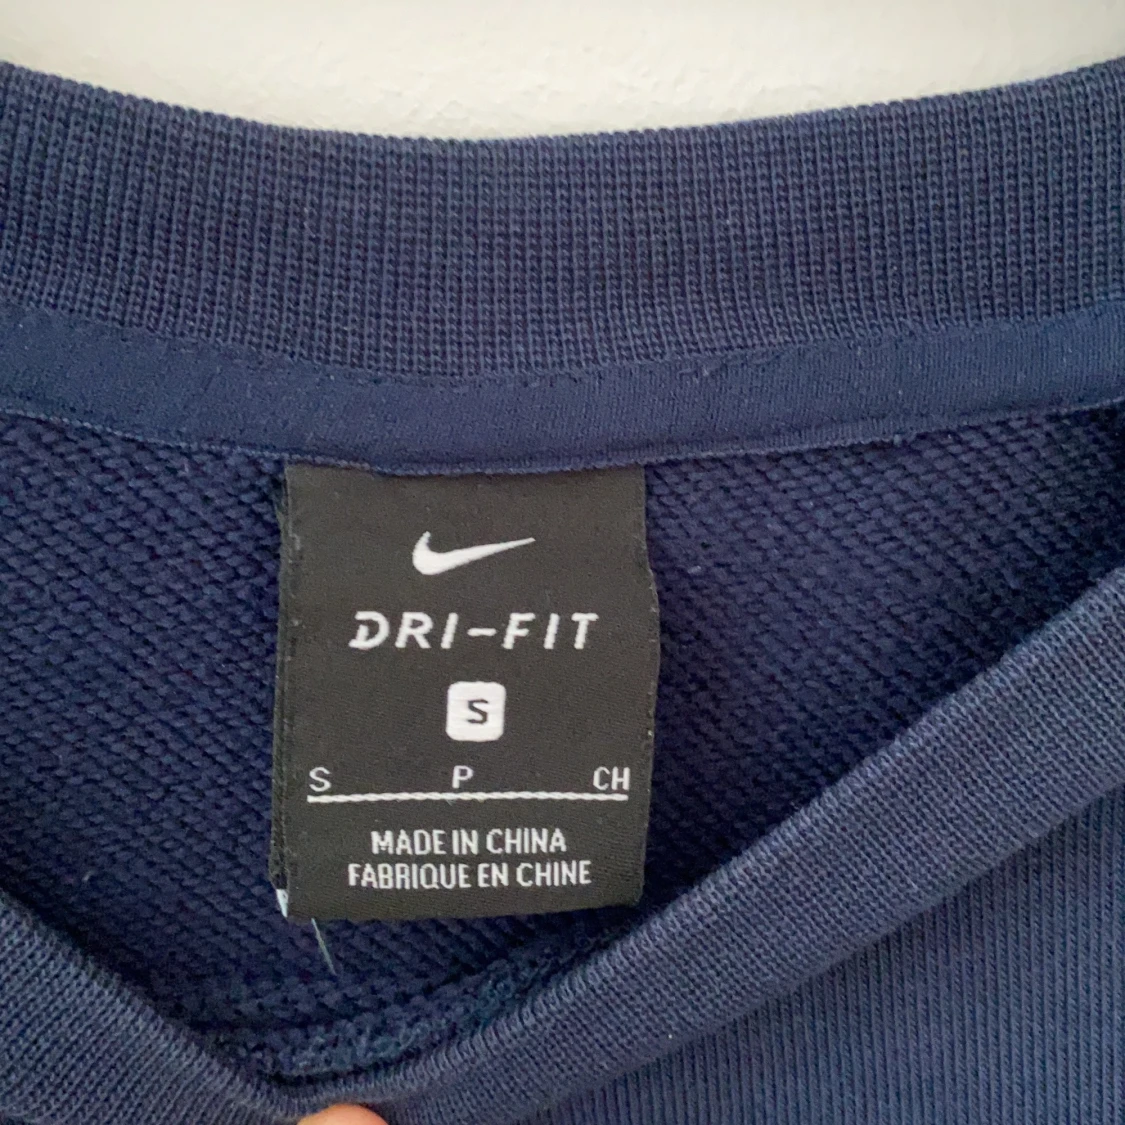 DRI-FIT
S
S P CH
MADE IN CHINA
FABRIQUE EN CHINE